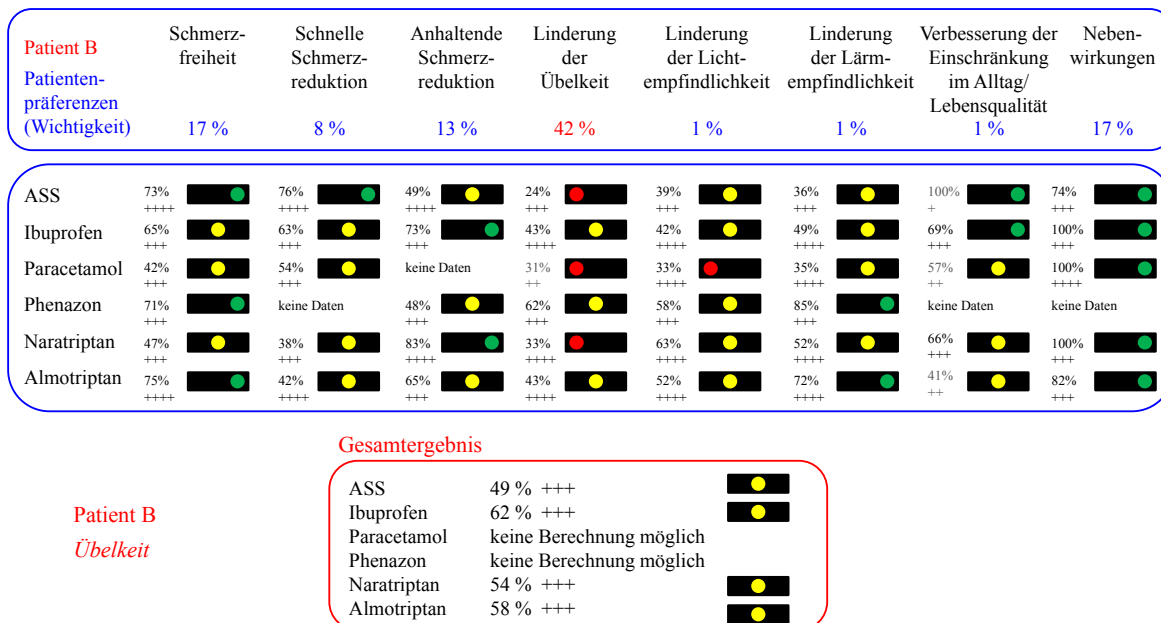 Patient B
Patienten-
präferenzen
(Wichtigkeit)
Schmerz-
freiheit
17 %
Schnelle
Schmerz-
reduktion
8 %
Anhaltende
Schmerz-
reduktion
13 %
Linderung
der
Übelkeit
42 %
Linderung
der Licht-
empfindlichkeit
1 %
Linderung
der Lärm-
empfindlichkeit
1 %
Verbesserung der
Einschränkung
im Alltag/
Lebensqualität
1 %
Neben-
wirkungen
17 %
ASS 73% 76% 49% 24% 39% 36% 100% 74%
++++ ++++ ++++ +++ +++ +++ + +++
Ibuprofen 65% 63% 73% 43% 42% 49% 69% 100%
+++ +++ +++ ++++ ++++ ++++ +++ +++
Paracetamol 42% 54% keine Daten 31% 33% 35% 57% 100%
+++ +++ ++ ++++ ++++ ++ ++++
Phenazon 71% keine Daten 48% 62% 58% 85% keine Daten keine Daten
+++ +++ +++ +++ +++
Naratriptan 47% 38% 83% 33% 63% 52% 66% 100%
+++ +++ ++++ ++++ ++++ ++++ +++ +++
Almotriptan 75% 42% 65% 43% 52% 72% 41% 82%
++++ ++++ +++ ++++ ++++ ++++ ++ +++
Gesamtergebnis
Patient B
Übelkeit
ASS 49 % +++
Ibuprofen 62 % +++
Paracetamol keine Berechnung möglich
Phenazon keine Berechnung möglich
Naratriptan 54 % +++
Almotriptan 58 % +++